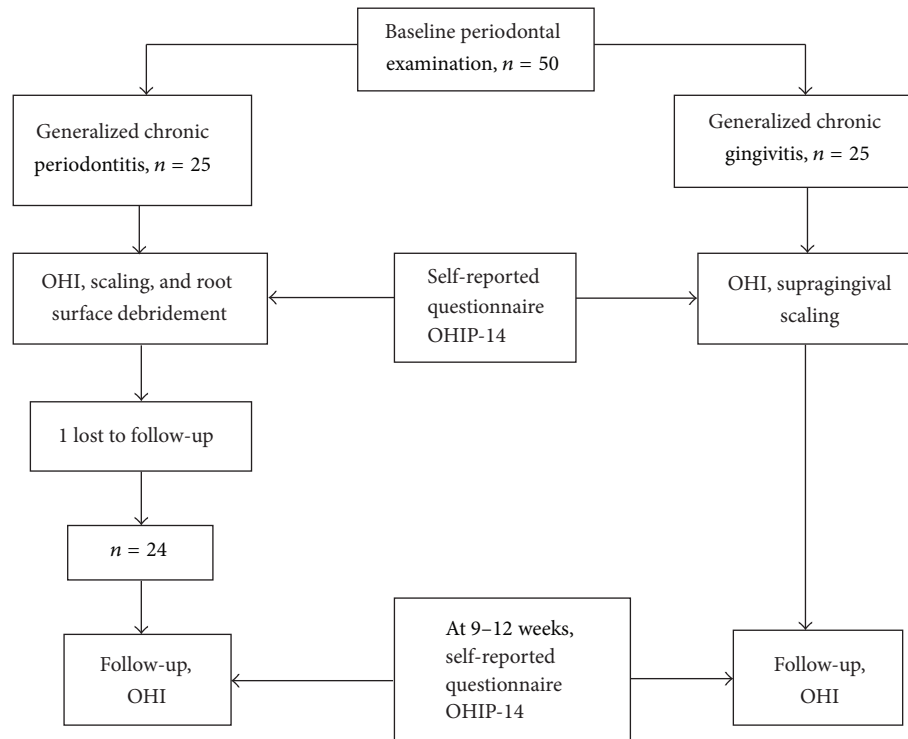 Baseline periodontal
examination, n = 50
Generalized chronic
periodontitis, n = 25
Generalized chronic
gingivitis, n = 25
OHI, scaling, and root
surface debridement
Self-reported
questionnaire
OHIP-14
OHI, supragingival
scaling
1 lost to follow-up
n = 24
Follow-up,
OHI
At 9–12 weeks,
self-reported
questionnaire
OHIP-14
Follow-up,
OHI